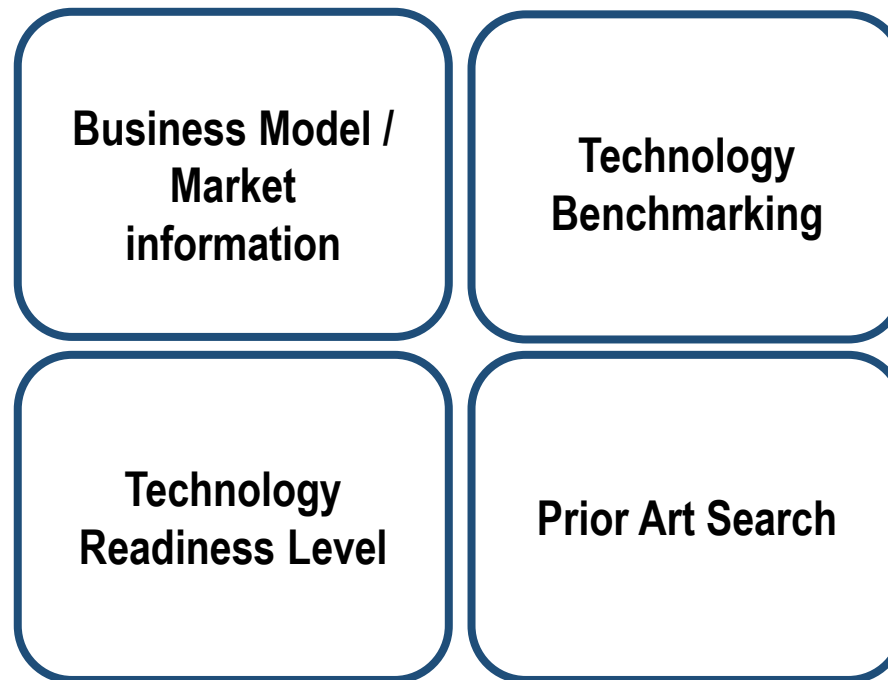 Business Model /
Market
information
Technology
Benchmarking
Technology
Readiness Level
Prior Art Search